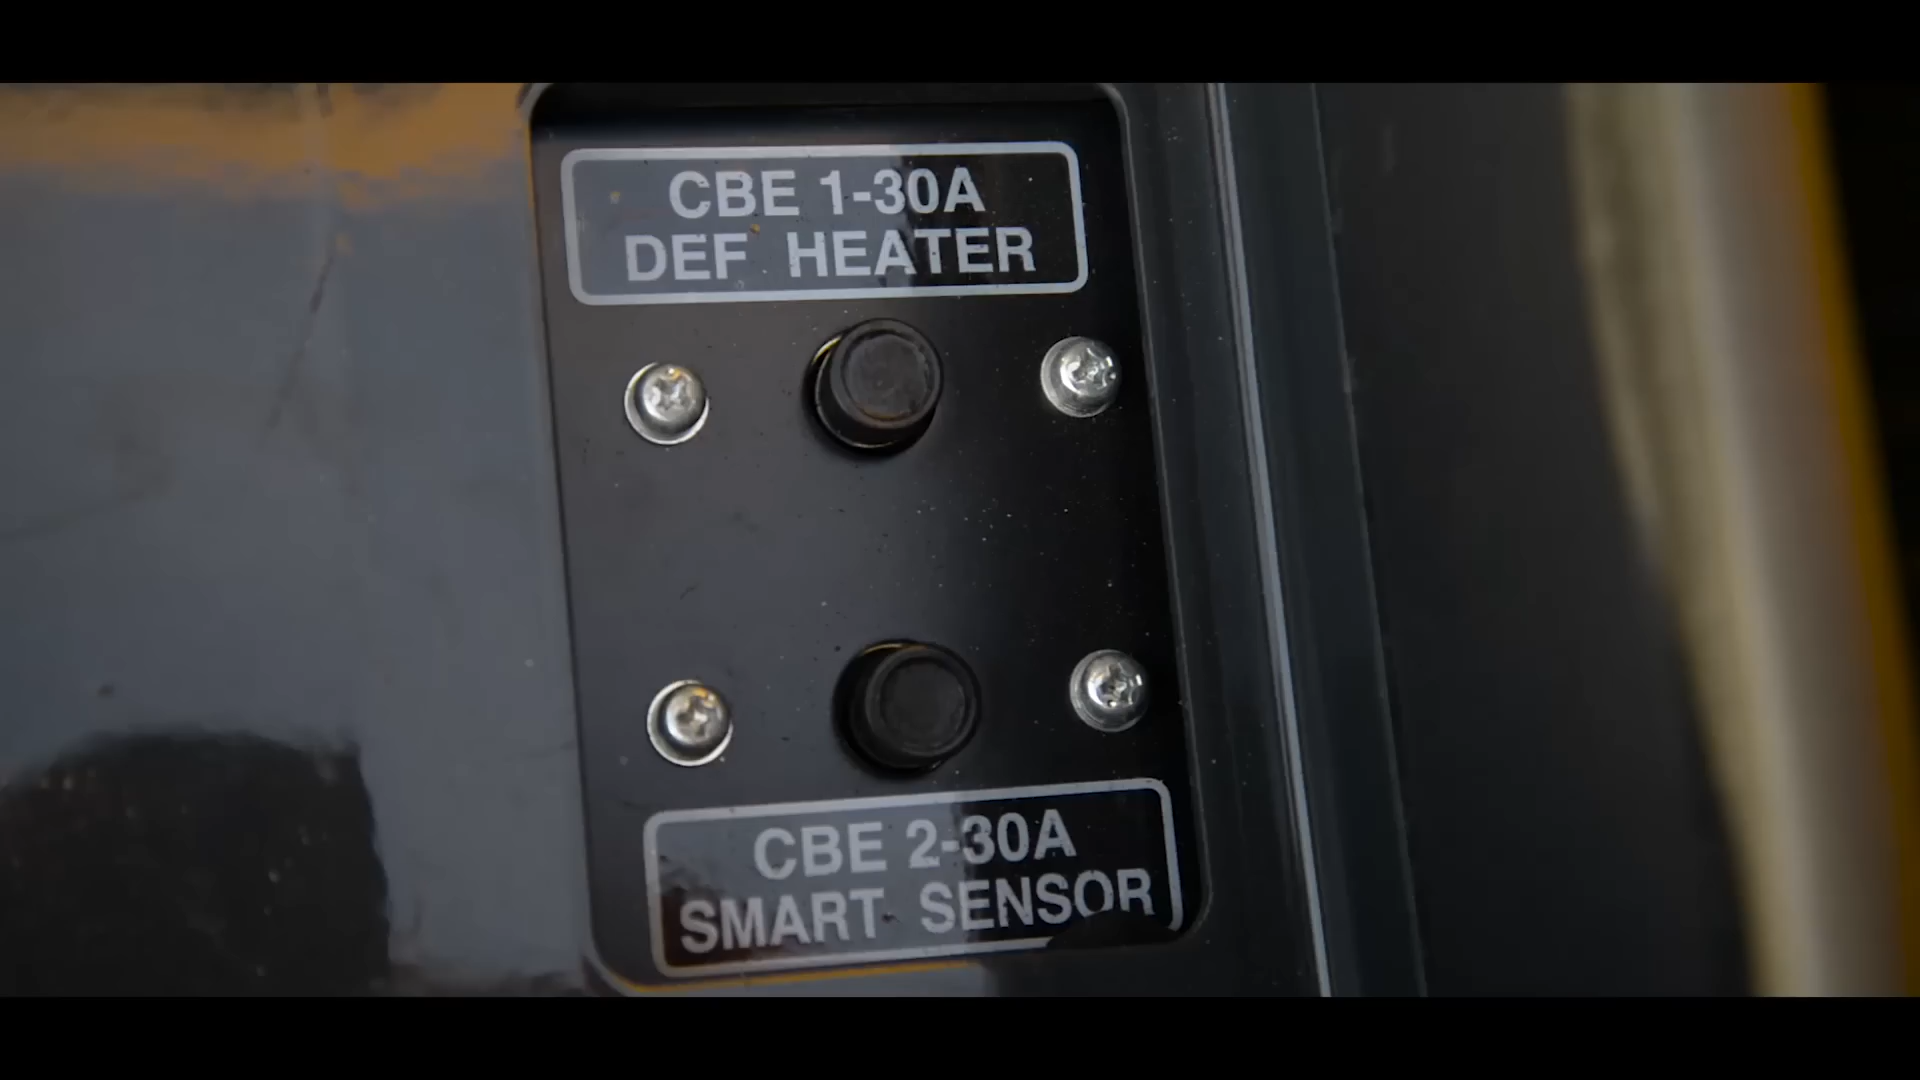 CBE 1-30A
DEF HEATER
CBE 2-30A
SMART SENSOR